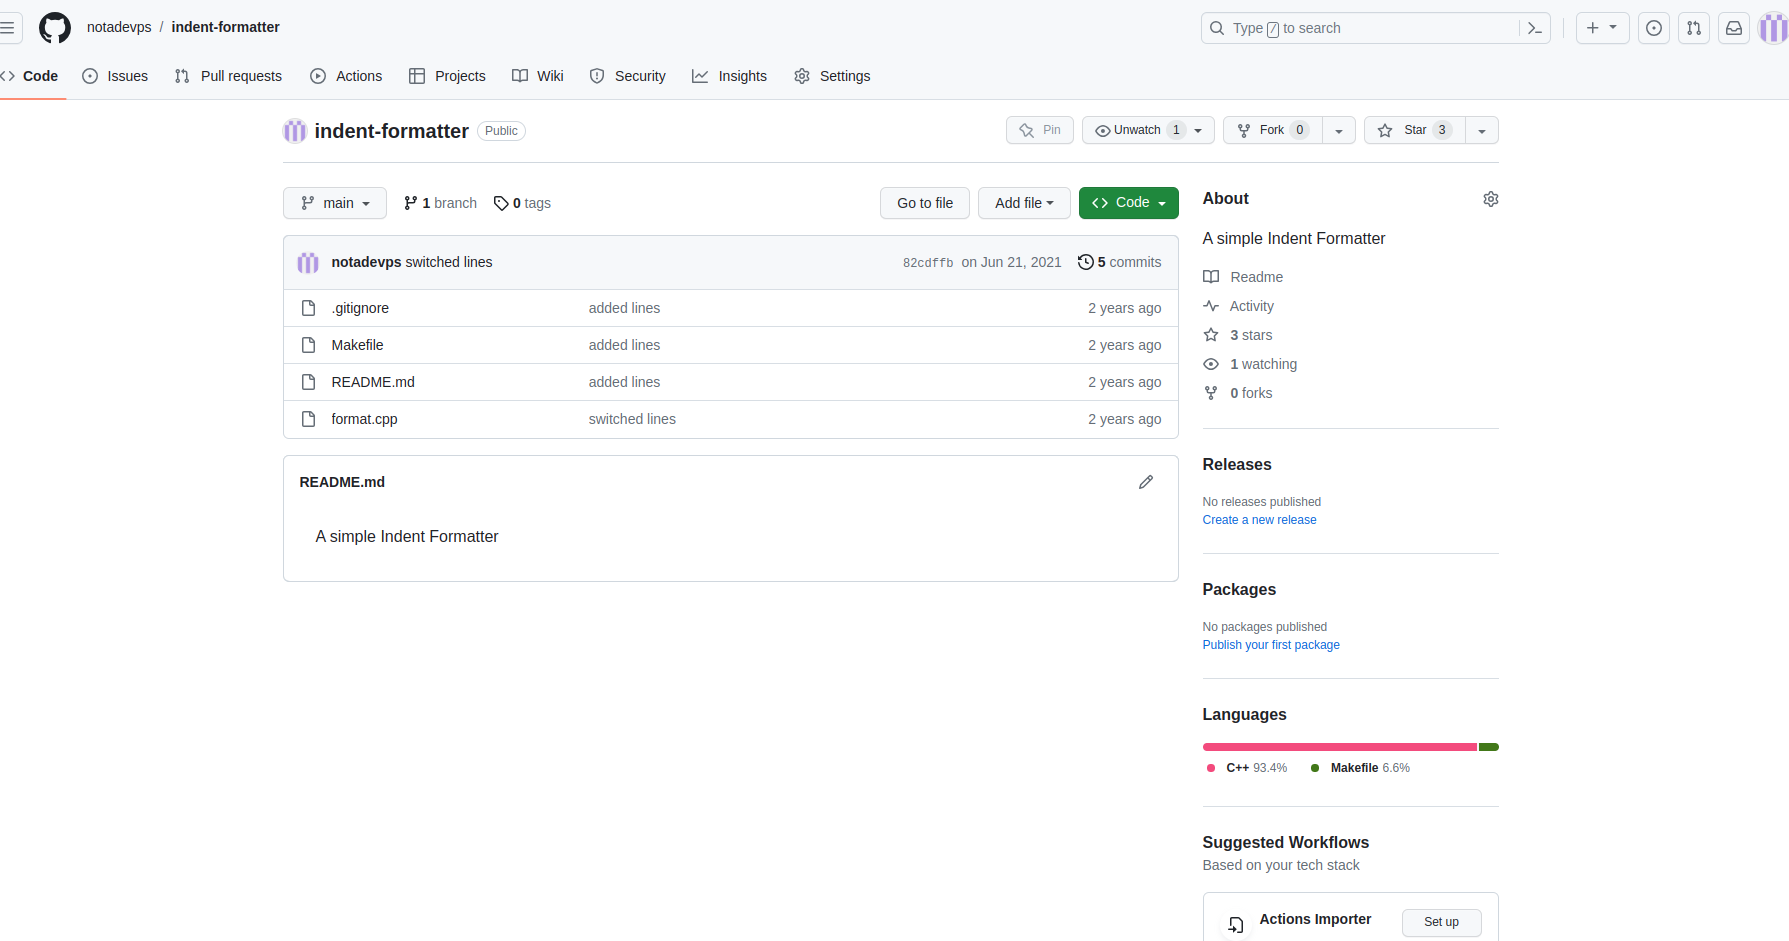 notadevps / indent-formatter
Type / to search
Code Issues Pull requests Actions Projects Wiki Security Insights Settings
indent-formatter Public
Pin Unwatch 1 Fork 0 Star 3
main 1 branch 0 tags Go to file Add file Code
notadevps switched lines 82cdffb on Jun 21, 2021 5 commits
.gitignore added lines 2 years ago
Makefile added lines 2 years ago
README.md added lines 2 years ago
format.cpp switched lines 2 years ago
README.md
A simple Indent Formatter
About
A simple Indent Formatter
Readme
Activity
3 stars
1 watching
0 forks
Releases
No releases published
Create a new release
Packages
No packages published
Publish your first package
Languages
C++ 93.4% Makefile 6.6%
Suggested Workflows
Based on your tech stack
Actions Importer Set up